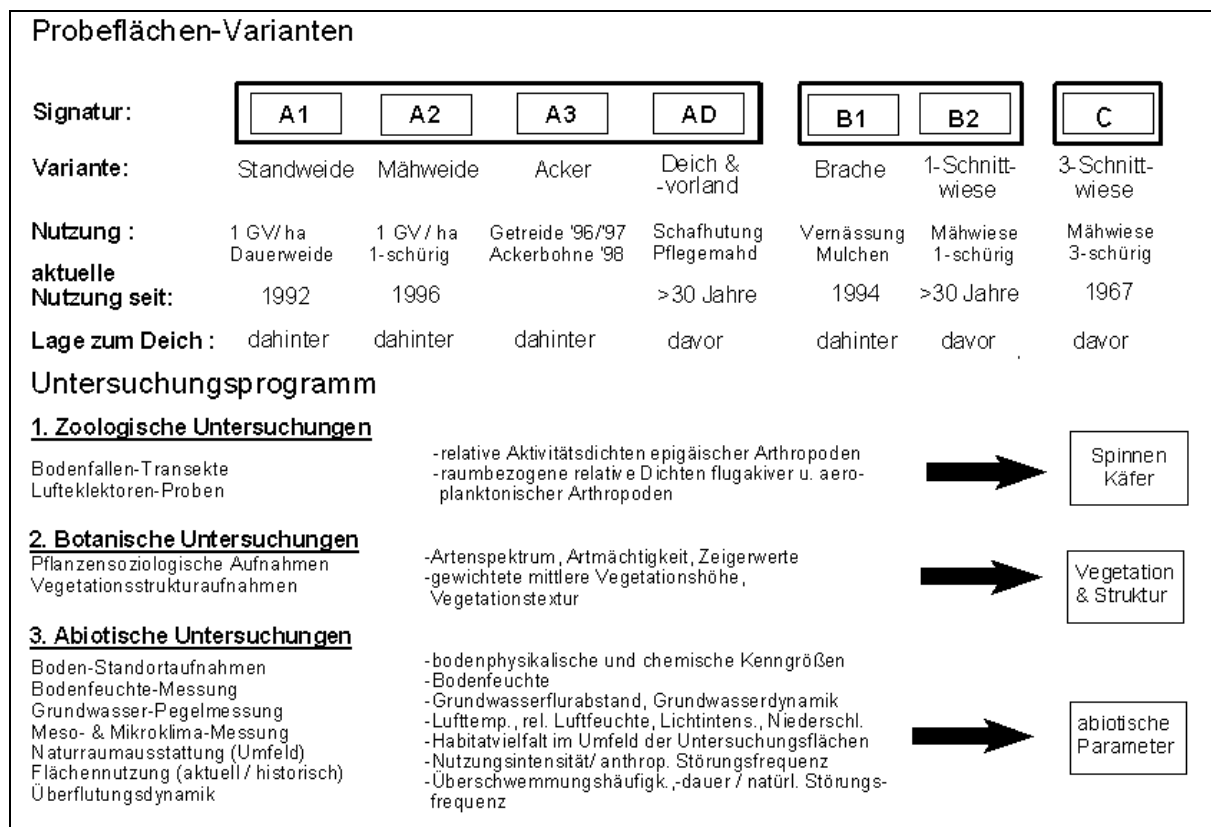 Probeflächen-Varianten
Signatur: A1 A2 A3 AD B1 B2 C
Variante: Standweide Mähweide Acker Deich & -vorland Brache 1-Schnitt-wiese 3-Schnitt-wiese
Nutzung : 1 GV/ha Dauerweide 1 GV/ha 1-schürig Getreide '96/'97 Ackerbohne '98 Schafhutung Pflegemahd Vernässung Mulchen Mähwiese 1-schürig Mähwiese 3-schürig
aktuelle
Nutzung seit: 1992 1996 >30 Jahre 1994 >30 Jahre 1967
Lage zum Deich : dahinter dahinter dahinter davor dahinter davor davor
Untersuchungsprogramm
1. Zoologische Untersuchungen
Bodenfallen-Transekte
Lufteklektoren-Proben
-relative Aktivitätsdichten epigäischer Arthropoden
-raumbezogene relative Dichten flugakiver u. aero-
planktonischer Arthropoden
Spinnen
Käfer
2. Botanische Untersuchungen
Pflanzensoziologische Aufnahmen
Vegetationsstrukturaufnahmen
-Artenspektrum, Artmächtigkeit, Zeigerwerte
-gewichtete mittlere Vegetationshöhe,
Vegetationstextur
Vegetation
& Struktur
3. Abiotische Untersuchungen
Boden-Standortaufnahmen
Bodenfeuchte-Messung
Grundwasser-Pegelmessung
Meso- & Mikroklima-Messung
Naturraumausstattung (Umfeld)
Flächennutzung (aktuell / historisch)
Überflutungsdynamik
-bodenphysikalische und chemische Kenngrößen
-Bodenfeuchte
-Grundwasserflurabstand, Grundwasserdynamik
-Lufttemp., rel. Luftfeuchte, Lichtintens., Niederschl.
-Habitatvielfalt im Umfeld der Untersuchungsflächen
-Nutzungsintensität/ anthrop. Störungsfrequenz
-Überschwemmungshäufigk.,-dauer / natürl. Störungs-
frequenz
abiotische
Parameter